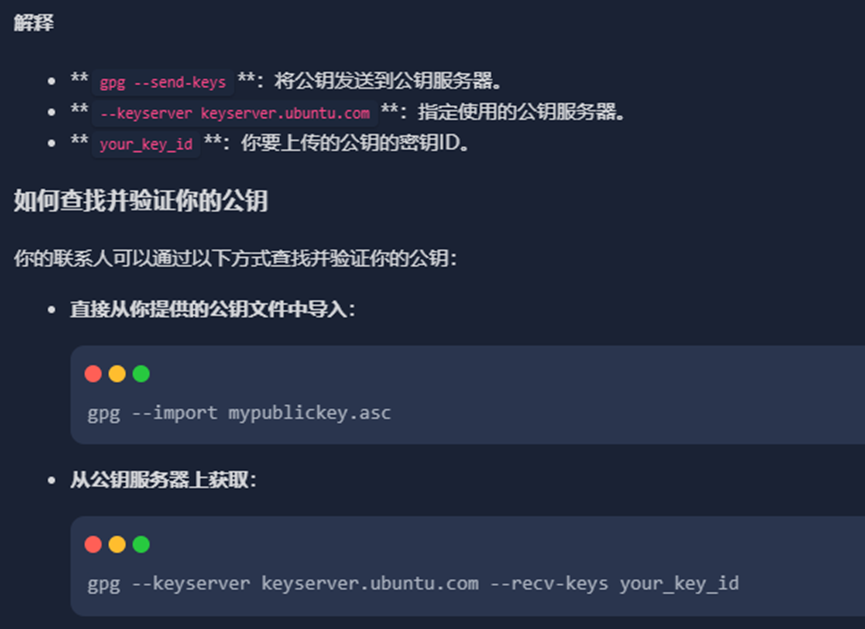 解释
• ** gpg --send-keys **：将公钥发送到公钥服务器。
• ** --keyserver keyserver.ubuntu.com **：指定使用的公钥服务器。
• ** your_key_id **：你要上传的公钥的密钥ID。
如何查找并验证你的公钥
你的联系人可以通过以下方式查找并验证你的公钥：
• 直接从你提供的公钥文件中导入：
gpg --import mypublickey.asc
• 从公钥服务器上获取：
gpg --keyserver keyserver.ubuntu.com --recv-keys your_key_id